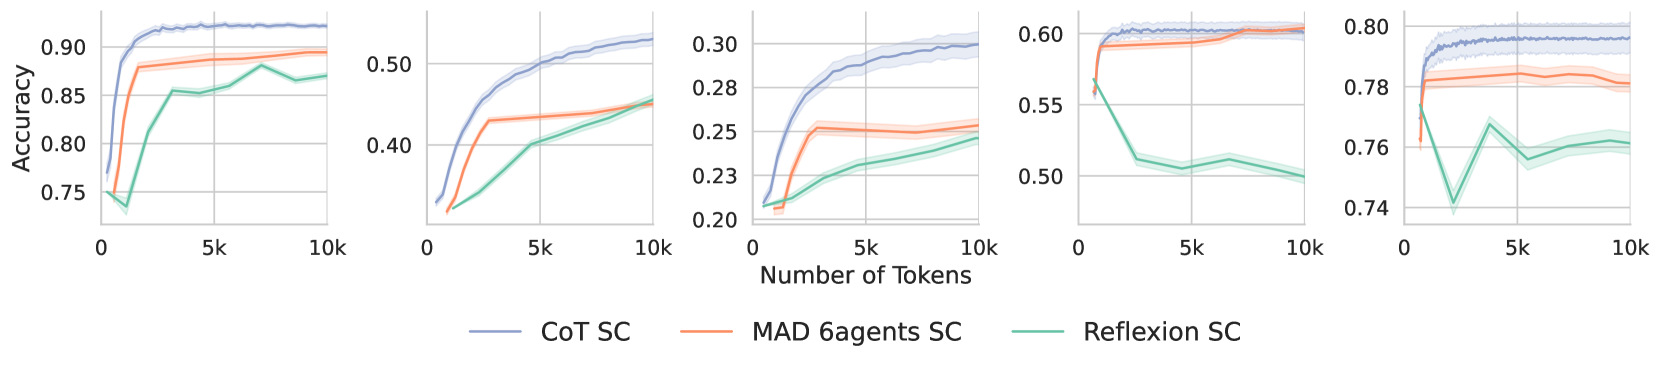 Accuracy
0.90
0.85
0.80
0.75
0 5k 10k
0.50
0.40
0 5k 10k
0.30
0.28
0.25
0.23
0.20
0 5k 10k
0.60
0.55
0.50
0 5k 10k
0.80
0.78
0.76
0.74
0 5k 10k
Number of Tokens
CoT SC MAD 6agents SC Reflexion SC